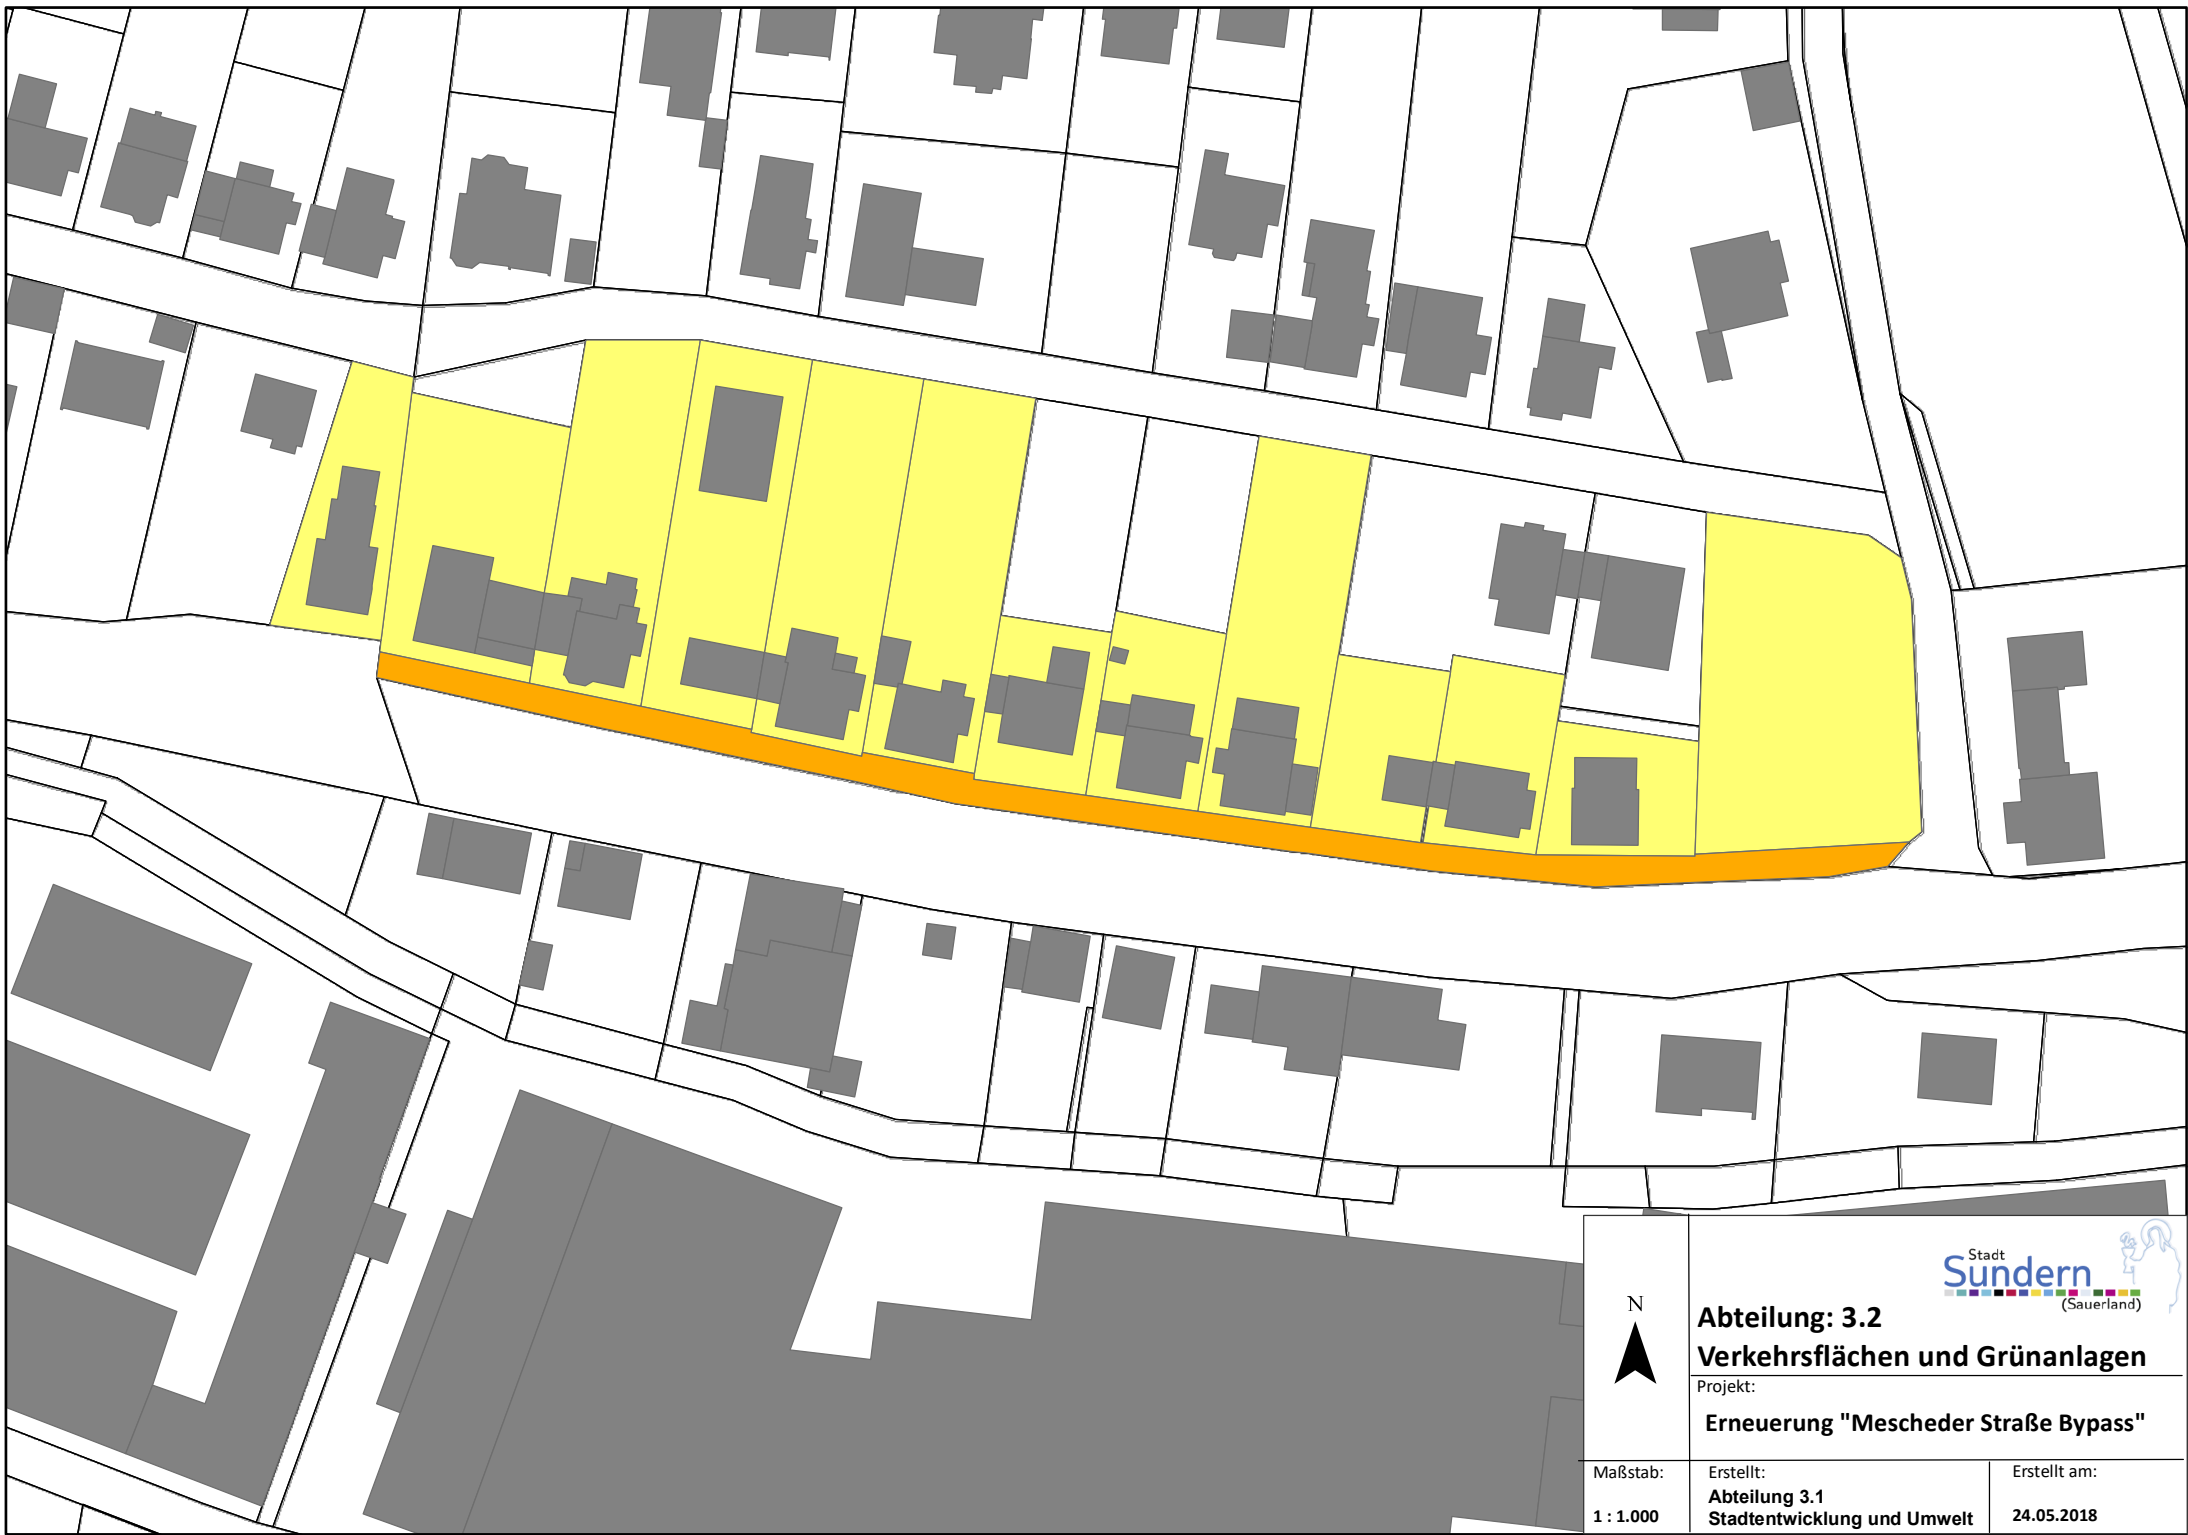 N
Stadt
Sundern
(Sauerland)
Abteilung: 3.2
Verkehrsflächen und Grünanlagen
Projekt:
Erneuerung "Mescheder Straße Bypass"
Maßstab:
1 : 1.000
Erstellt:
Abteilung 3.1
Stadtentwicklung und Umwelt
Erstellt am:
24.05.2018